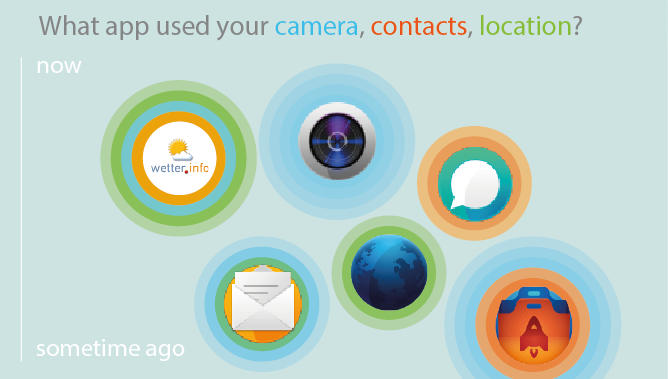 What app used your camera, contacts, location?
now
wetter.info
sometime ago